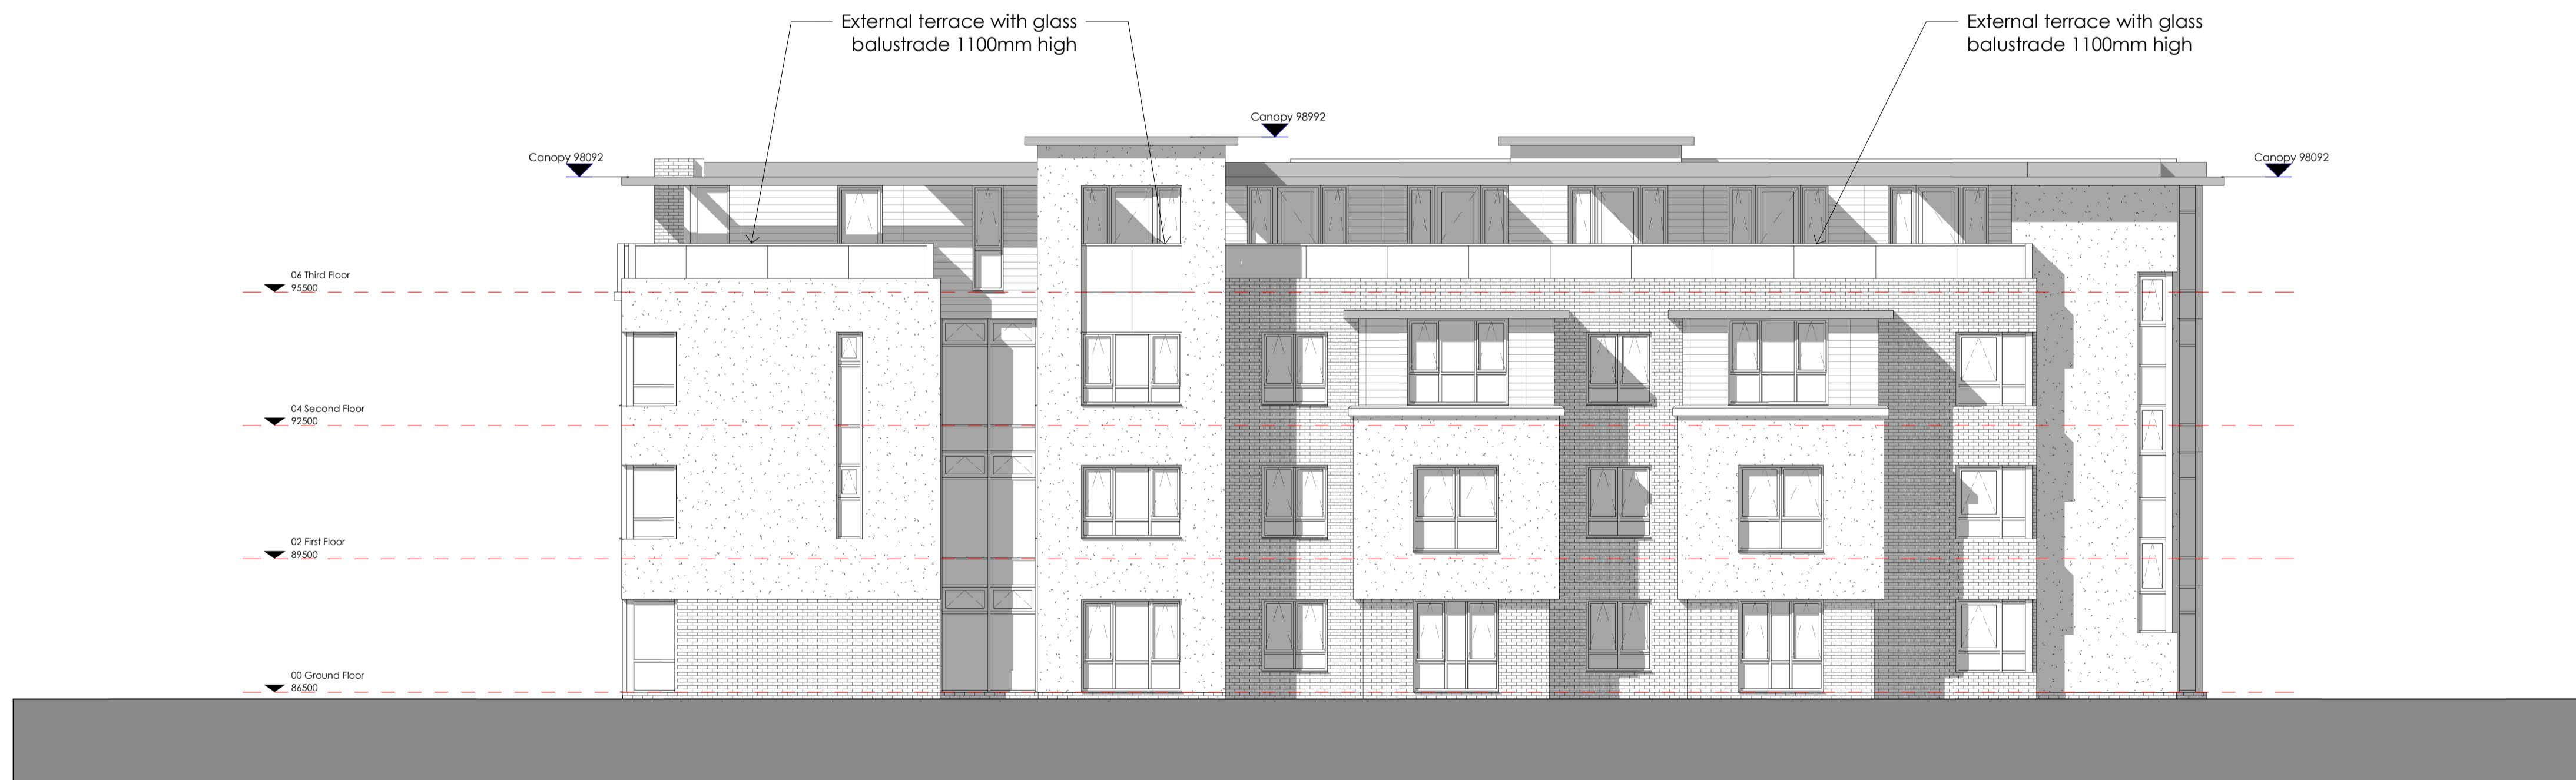 External terrace with glass
balustrade 1100mm high
External terrace with glass
balustrade 1100mm high
Canopy 98992
Canopy 98092
Canopy 98092
06 Third Floor
95500
04 Second Floor
92500
02 First Floor
89500
00 Ground Floor
86500